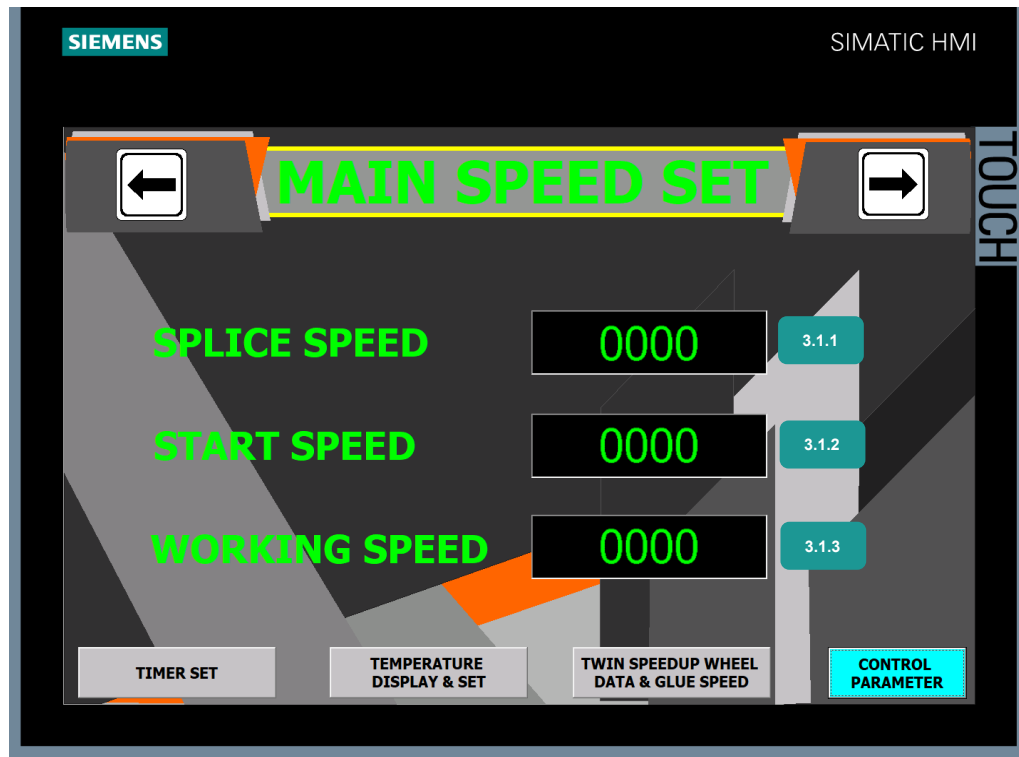 SIEMENS
SIMATIC HMI
TOUCH
MAIN SPEED SET
SPLICE SPEED 0000 3.1.1
START SPEED 0000 3.1.2
WORKING SPEED 0000 3.1.3
TIMER SET
TEMPERATURE
DISPLAY & SET
TWIN SPEEDUP WHEEL
DATA & GLUE SPEED
CONTROL
PARAMETER